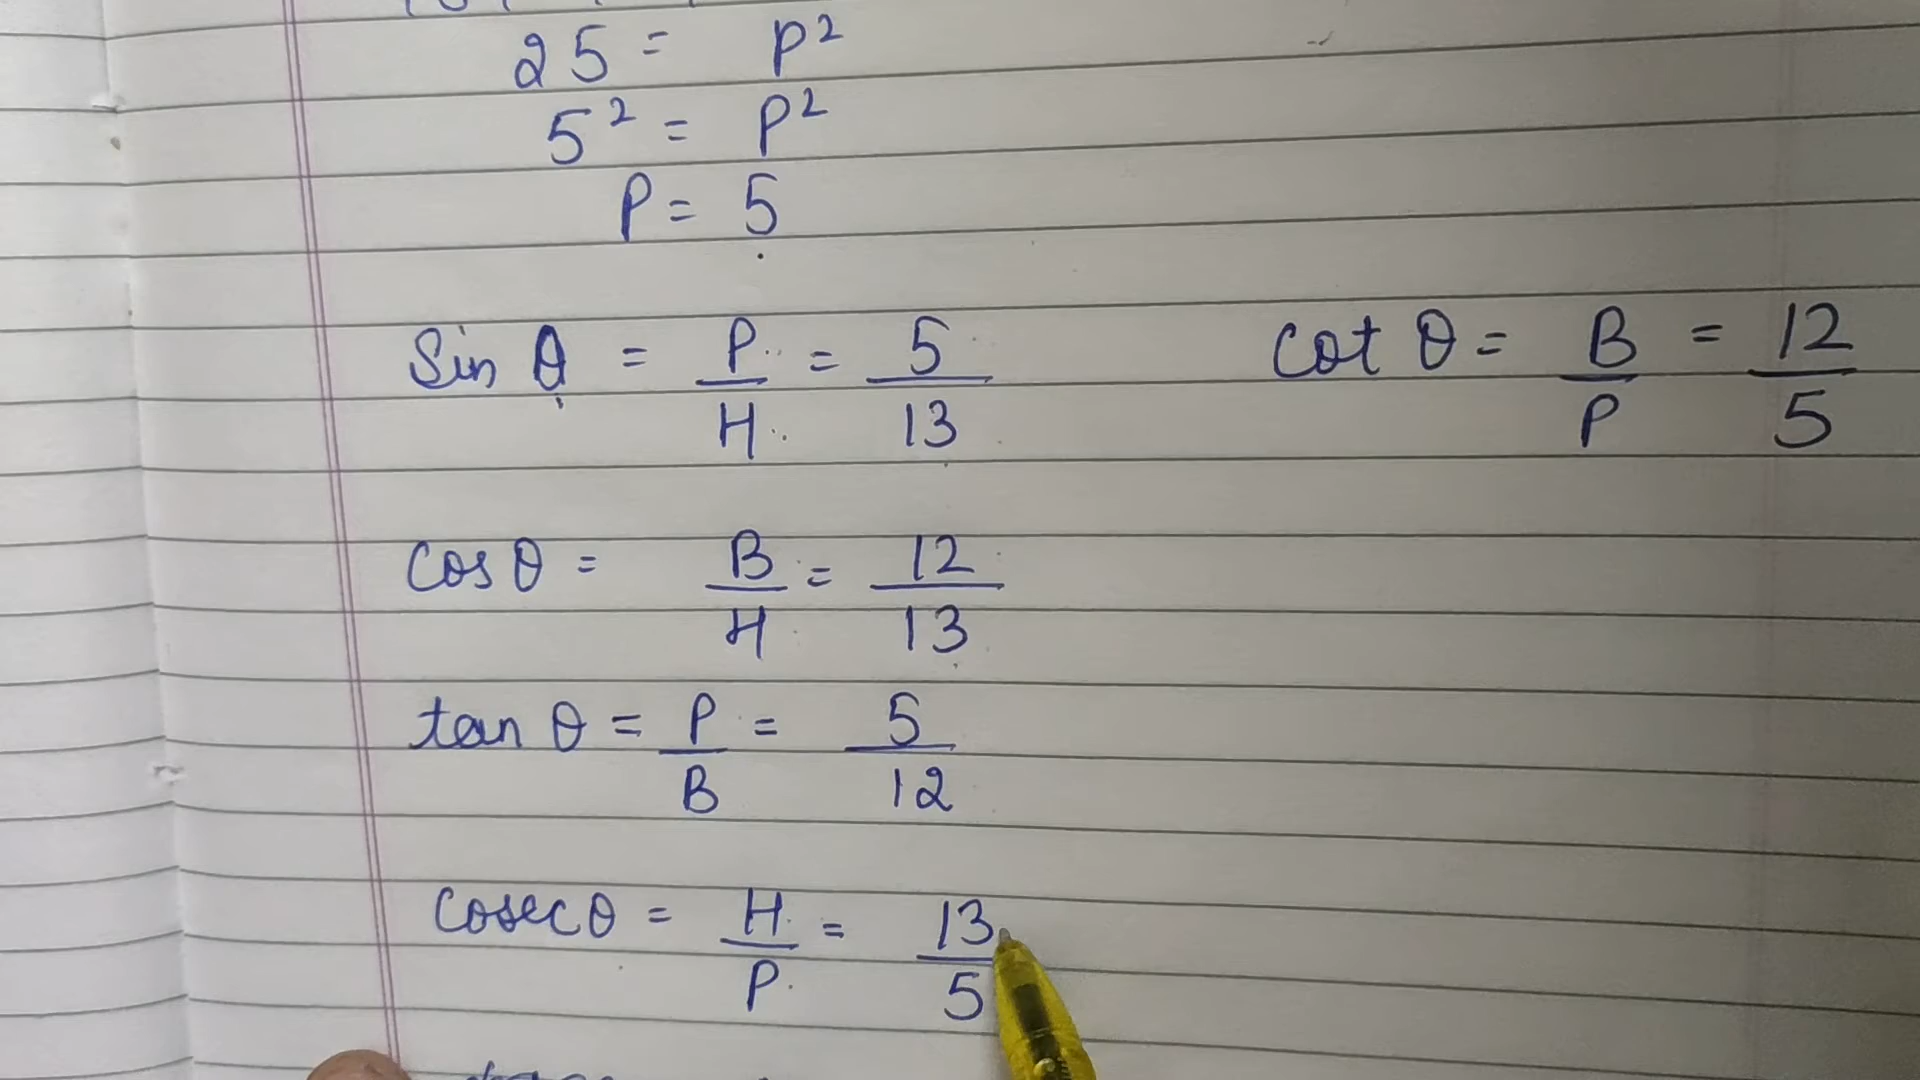 25 = P²
5² = P²
P = 5
Sin θ = P/H = 5/13
cot θ = B/P = 12/5
cos θ = B/H = 12/13
tan θ = P/B = 5/12
cosec θ = H/P = 13/5